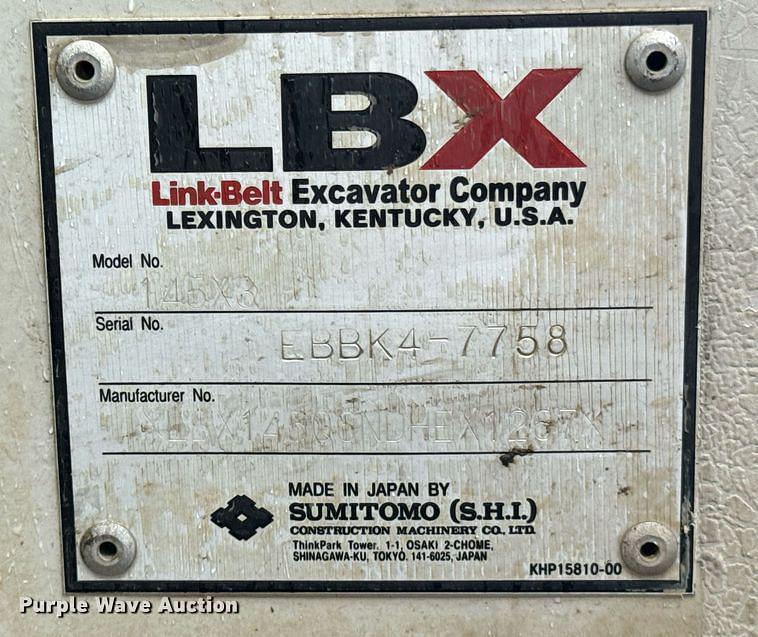 LBX
Link-Belt Excavator Company
LEXINGTON, KENTUCKY, U.S.A.
Model No.
145X3
Serial No.
EBBK4-7758
Manufacturer No.
MADE IN JAPAN BY
SUMITOMO (S.H.I.)
CONSTRUCTION MACHINERY CO., LTD.
ThinkPark Tower. 1-1, OSAKI 2-CHOME,
SHINAGAWA-KU, TOKYO. 141-6025, JAPAN
KHP15810-00
Purple Wave Auction